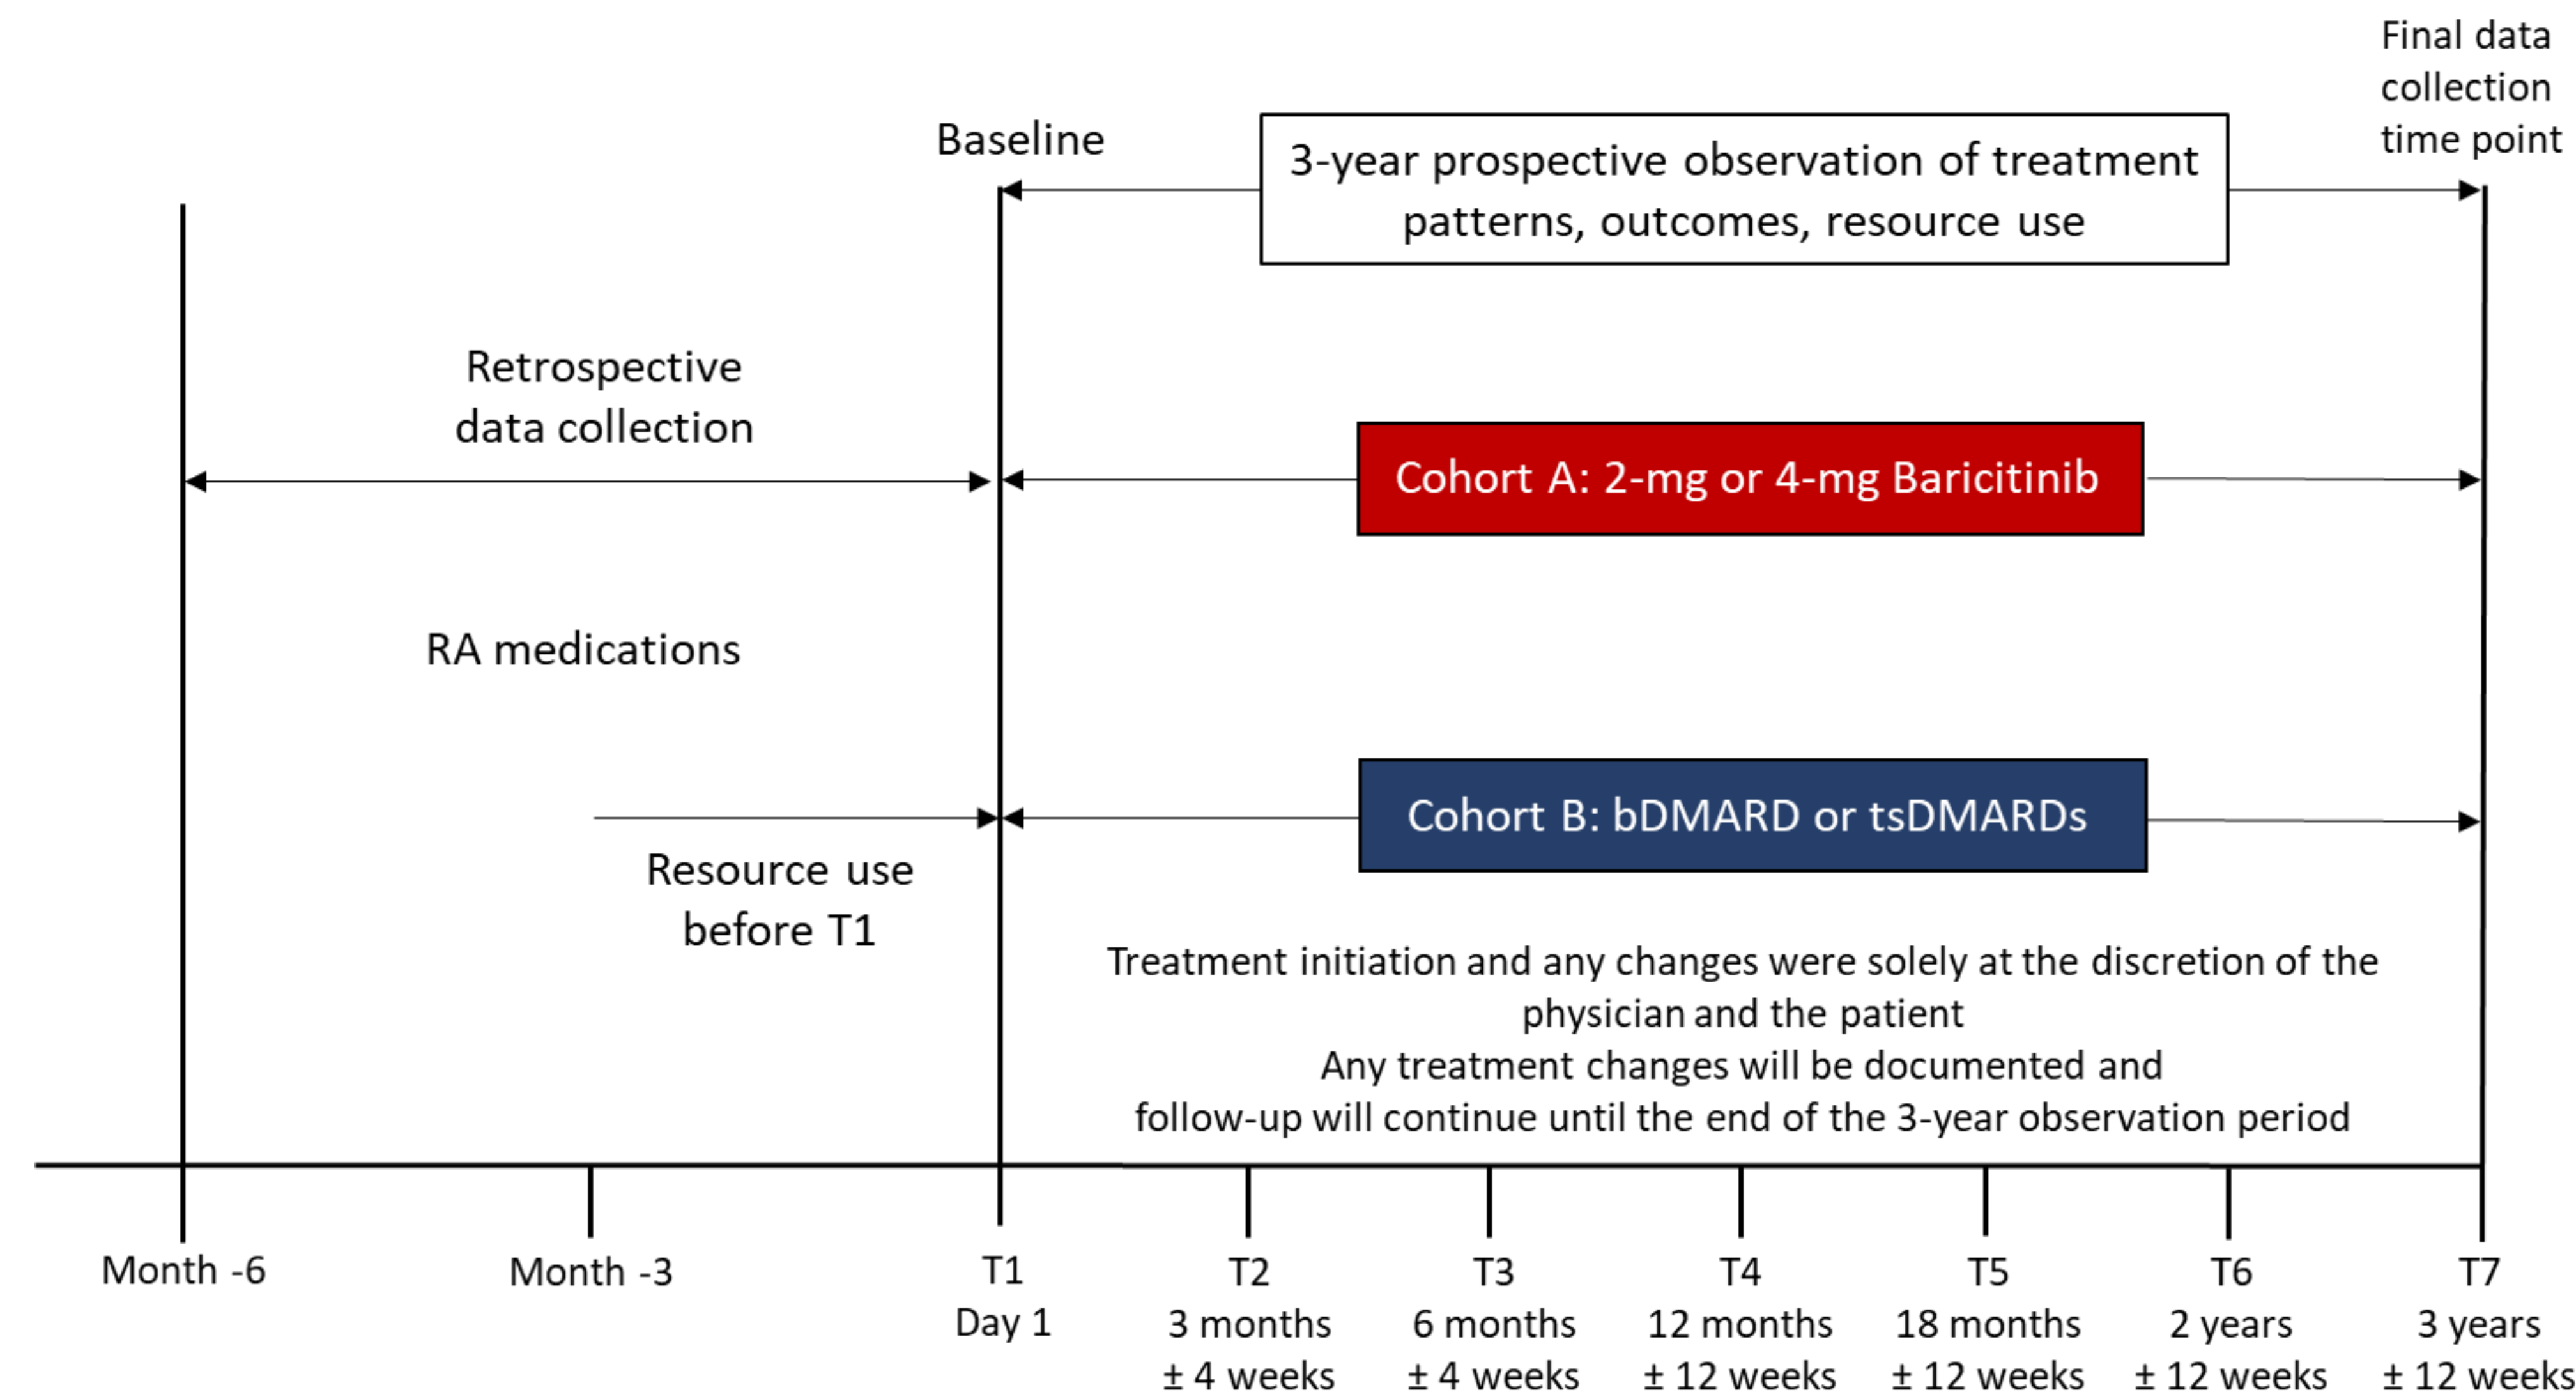 Final data
collection
time point
Baseline
3-year prospective observation of treatment
patterns, outcomes, resource use
Retrospective
data collection
Cohort A: 2-mg or 4-mg Baricitinib
RA medications
Cohort B: bDMARD or tsDMARDs
Resource use
before T1
Treatment initiation and any changes were solely at the discretion of the
physician and the patient
Any treatment changes will be documented and
follow-up will continue until the end of the 3-year observation period
Month -6
Month -3
T1
Day 1
T2
3 months
± 4 weeks
T3
6 months
± 4 weeks
T4
12 months
± 12 weeks
T5
18 months
± 12 weeks
T6
2 years
± 12 weeks
T7
3 years
± 12 weeks